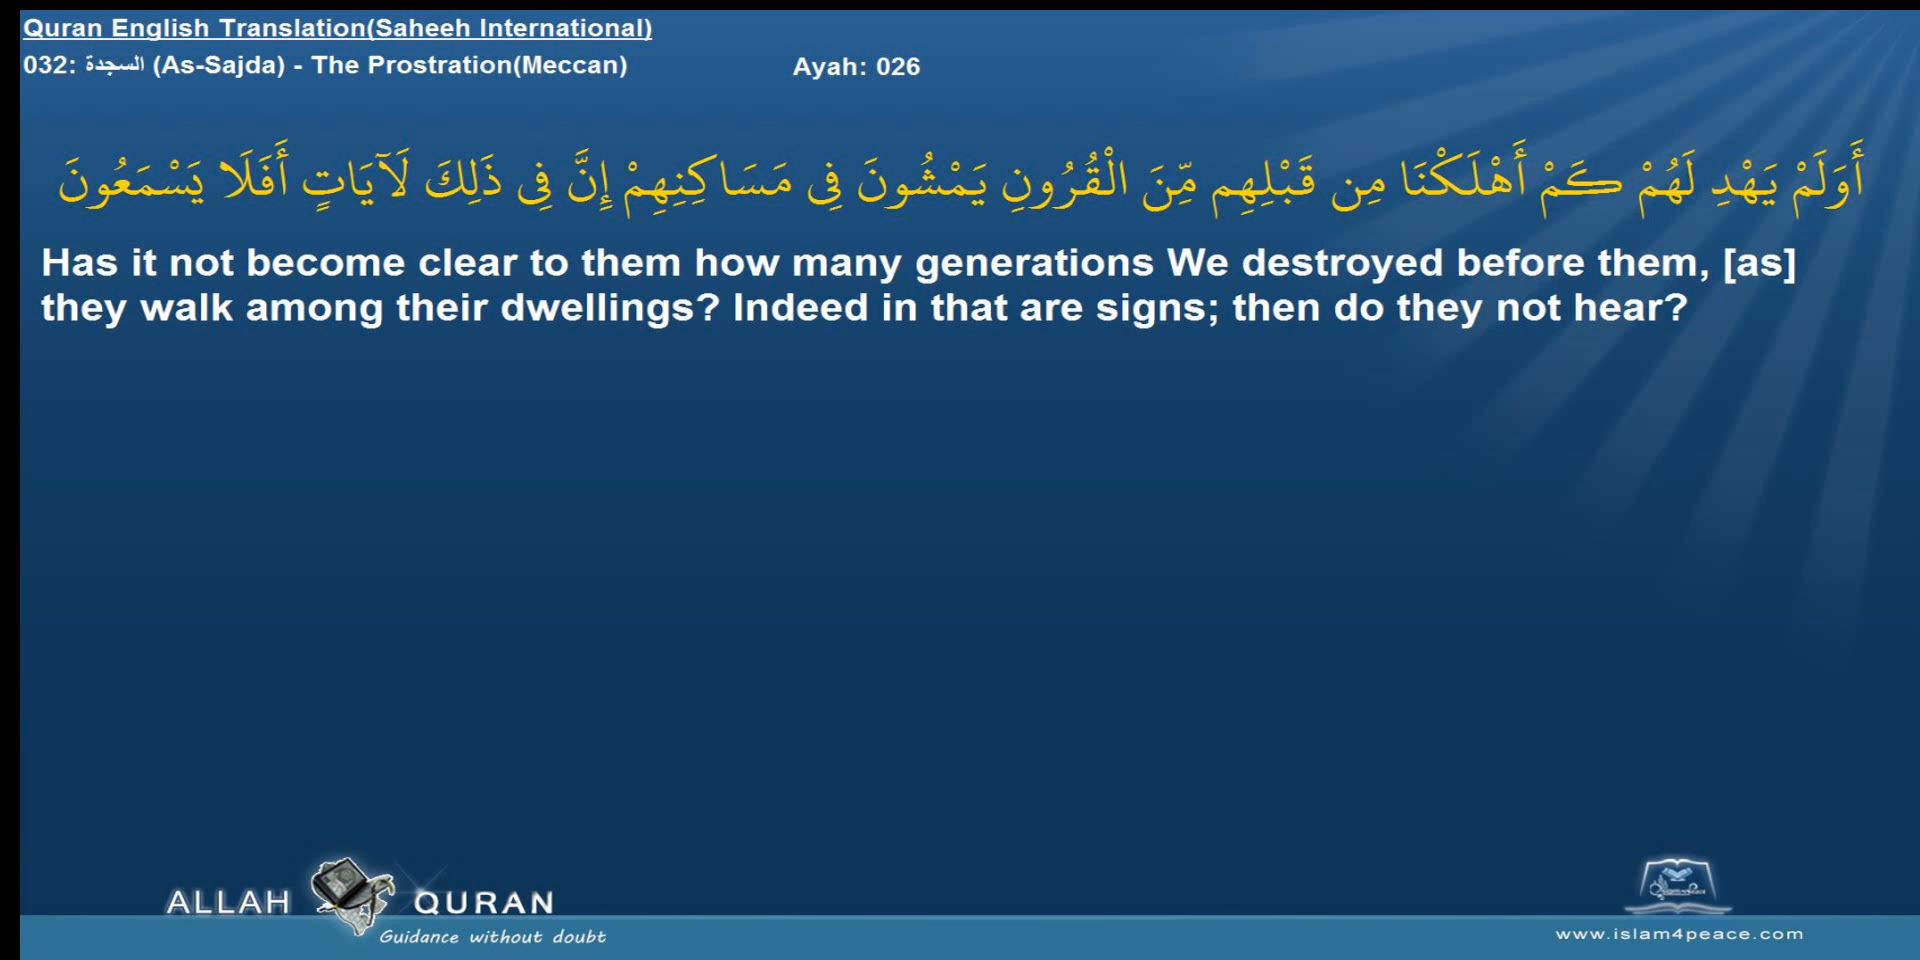 Quran English Translation(Saheeh International)
032: السجدة (As-Sajda) - The Prostration(Meccan) Ayah: 026
أَوَلَمْ يَهْدِ لَهُمْ كَمْ أَهْلَكْنَا مِن قَبْلِهِم مِّنَ الْقُرُونِ يَمْشُونَ فِى مَسَاكِنِهِمْ إِنَّ فِى ذَلِكَ لَآيَاتٍ أَفَلَا يَسْمَعُونَ
Has it not become clear to them how many generations We destroyed before them, [as]
they walk among their dwellings? Indeed in that are signs; then do they not hear?
ALLAH QURAN
Guidance without doubt
www.islam4peace.com